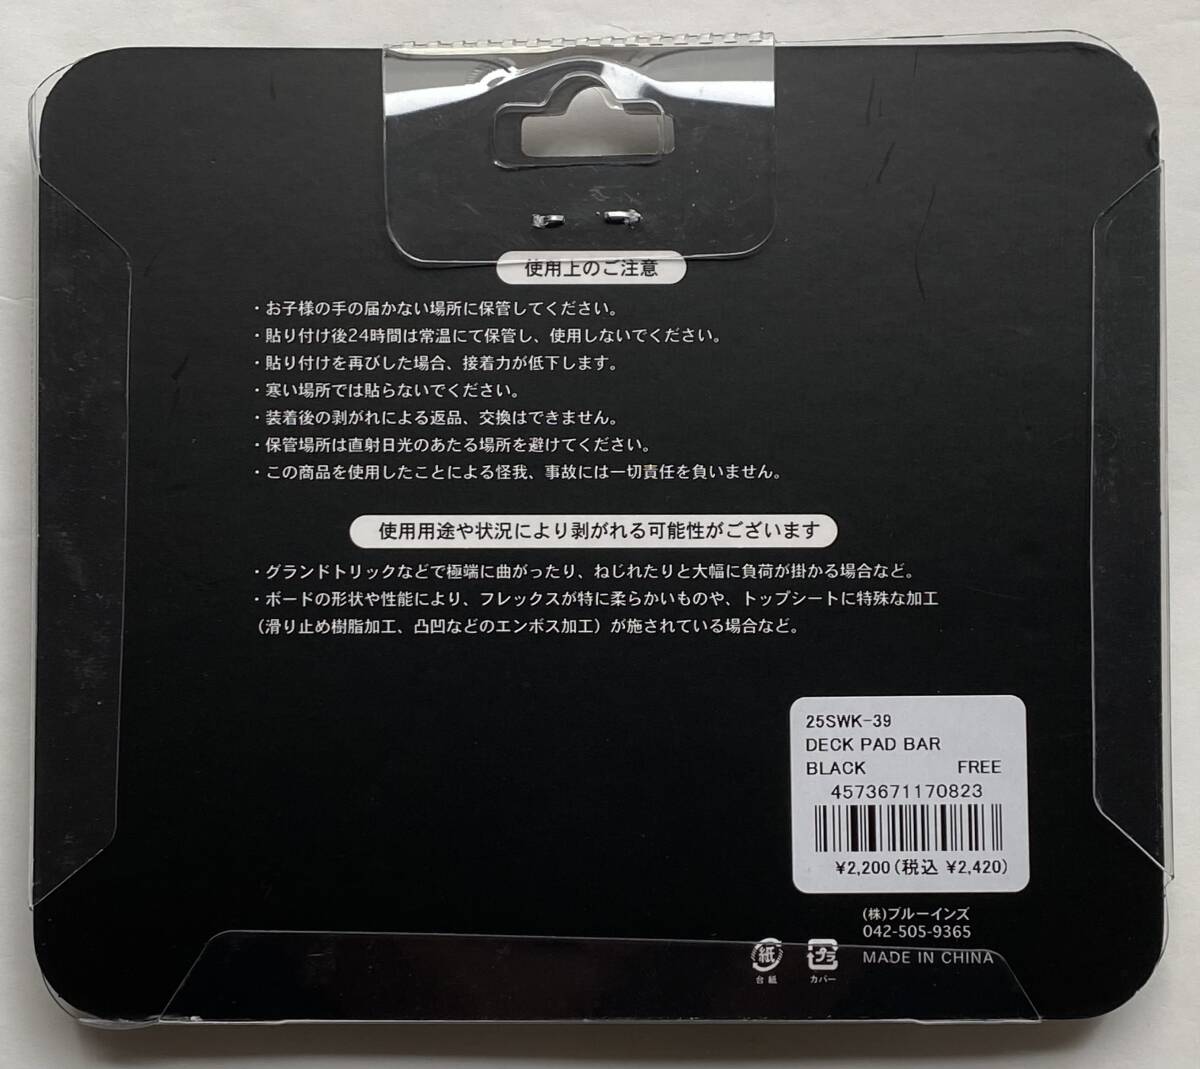 使用上のご注意
・お子様の手の届かない場所に保管してください。
・貼り付け後24時間は常温にて保管し、使用しないでください。
・貼り付けを再びした場合、接着力が低下します。
・寒い場所では貼らないでください。
・装着後の剥がれによる返品、交換はできません。
・保管場所は直射日光のあたる場所を避けてください。
・この商品を使用したことによる怪我、事故には一切責任を負いません。
使用用途や状況により剥がれる可能性がございます
・グランドトリックなどで極端に曲がったり、ねじれたりと大幅に負荷が掛かる場合など。
・ボードの形状や性能により、フレックスが特に柔らかいものや、トップシートに特殊な加工
（滑り止め樹脂加工、凸凹などのエンボス加工）が施されている場合など。
25SWK-39
DECK PAD BAR
BLACK FREE
4573671170823
¥2,200(税込 ¥2,420)
(株)ブルーインズ
042-505-9365
MADE IN CHINA
紙 プラ
台紙 カバー